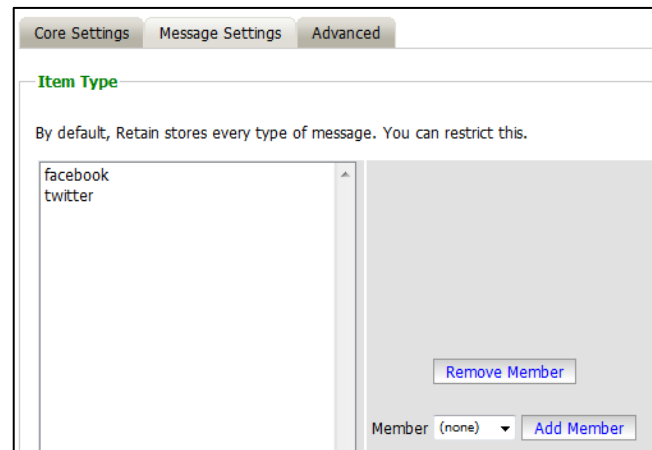 Core Settings Message Settings Advanced
Item Type
By default, Retain stores every type of message. You can restrict this.
facebook
twitter
Remove Member
Member (none) Add Member